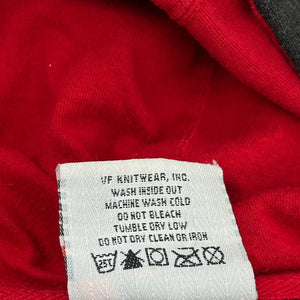 VF KNITWEAR, INC.
WASH INSIDE OUT
MACHINE WASH COLD
DO NOT BLEACH
TUMBLE DRY LOW
DO NOT DRY CLEAN OR IRON